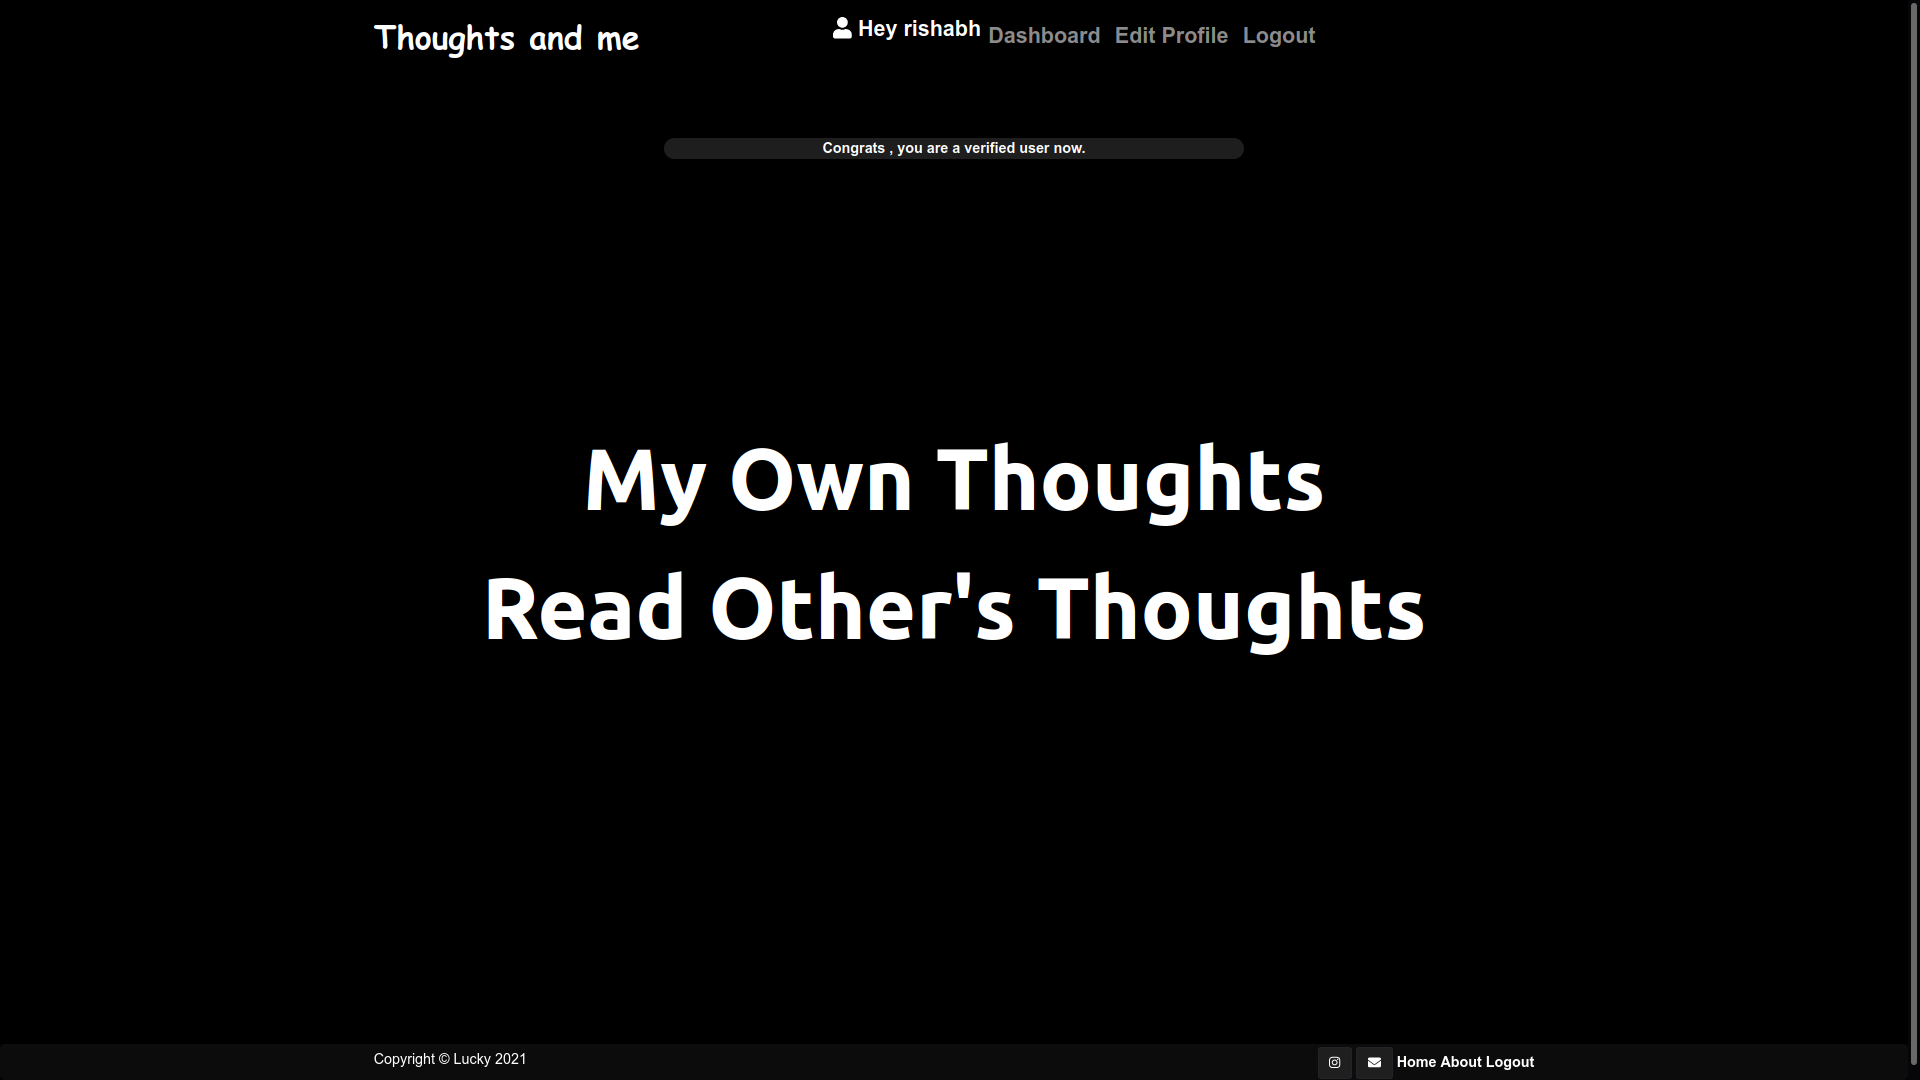 Thoughts and me
Hey rishabh Dashboard Edit Profile Logout
Congrats , you are a verified user now.
My Own Thoughts
Read Other's Thoughts
Copyright © Lucky 2021
Home About Logout